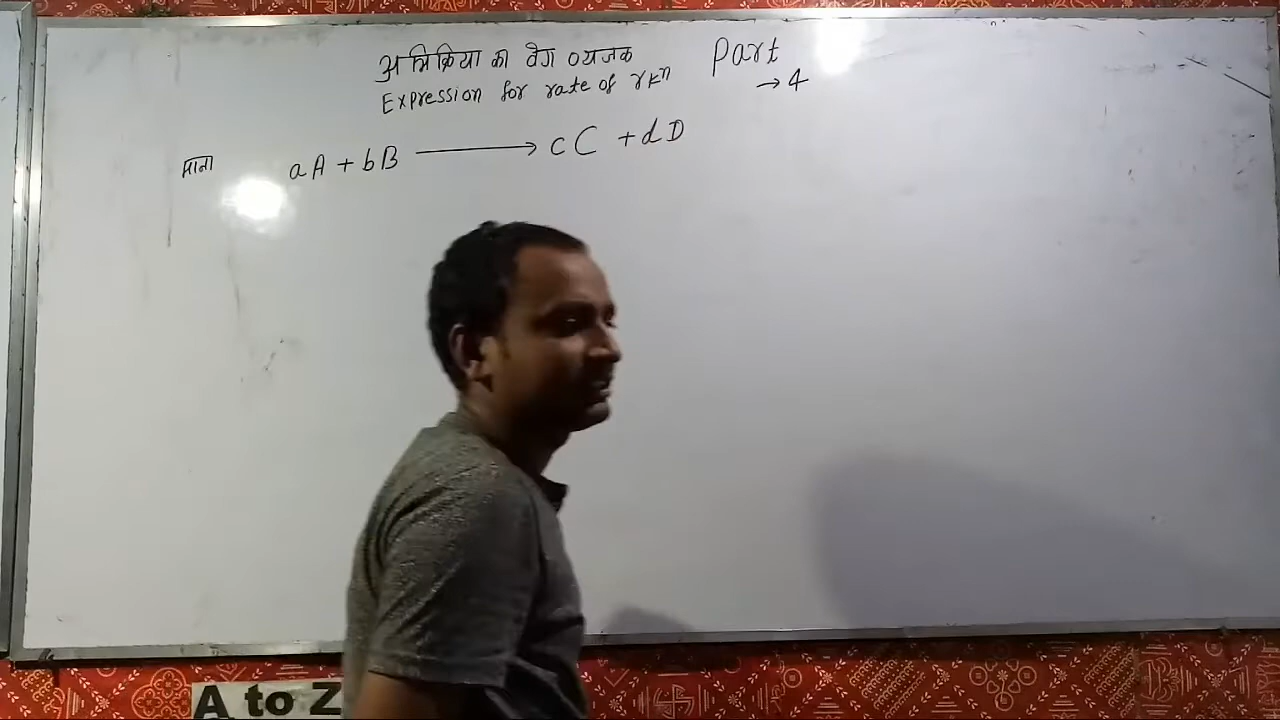 अभिक्रिया का वेग व्यंजक Part
Expression for rate of rxn → 4
माना aA + bB ⟶ cC + dD
A to Z